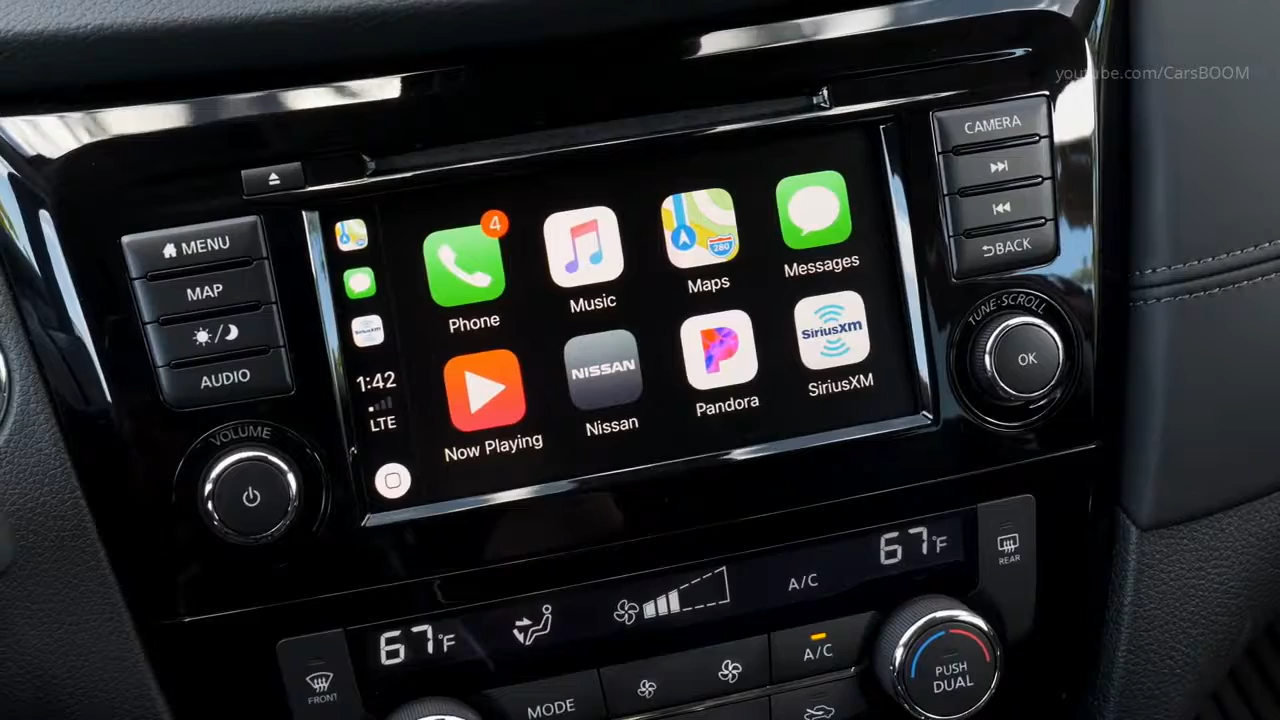 youtube.com/CarsBOOM
MENU
MAP
AUDIO
VOLUME
CAMERA
BACK
TUNE·SCROLL
OK
1:42
LTE
4
Phone
Music
280
Maps
Messages
Now Playing
NISSAN
Nissan
Pandora
SiriusXM
SiriusXM
SiriusXM
67°F
A/C
67°F
REAR
FRONT
MODE
A/C
PUSH
DUAL